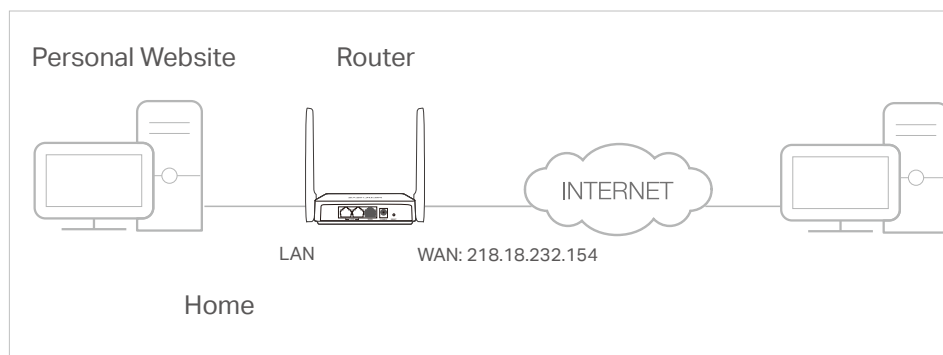 Personal Website Router
INTERNET
LAN WAN: 218.18.232.154
Home